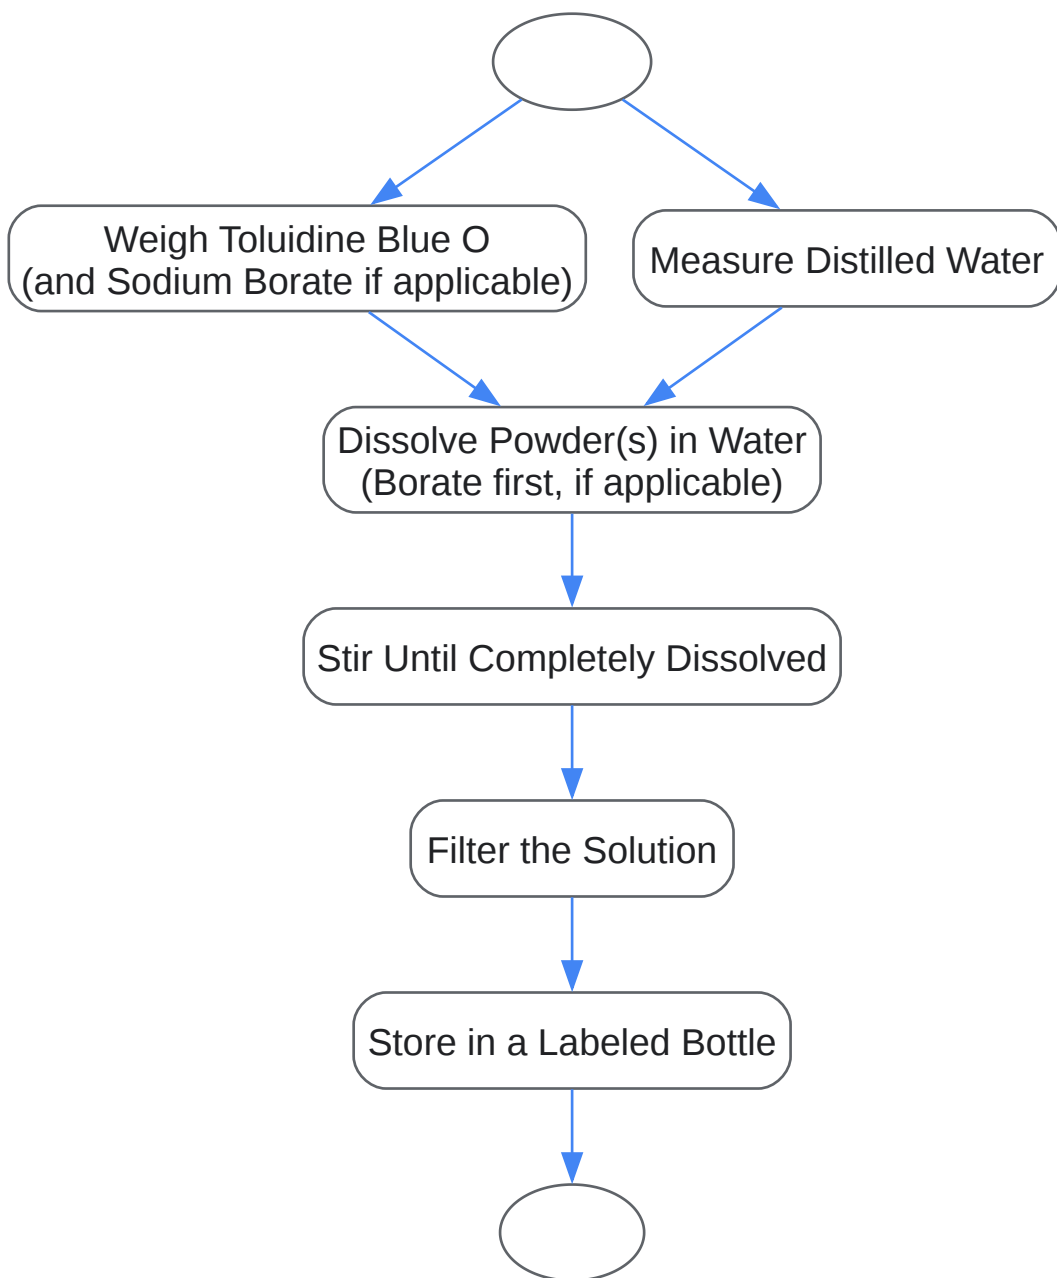 Weigh Toluidine Blue O
(and Sodium Borate if applicable)
Measure Distilled Water
Dissolve Powder(s) in Water
(Borate first, if applicable)
Stir Until Completely Dissolved
Filter the Solution
Store in a Labeled Bottle